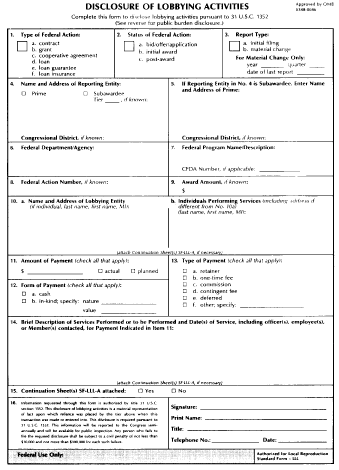 DISCLOSURE OF LOBBYING ACTIVITIES
Approved by OMB
0348-0046
Complete this form to disclose lobbying activities pursuant to 31 U.S.C. 1352
(See reverse for public burden disclosure.)
1. Type of Federal Action:
a. contract
b. grant
c. cooperative agreement
d. loan
e. loan guarantee
f. loan insurance
2. Status of Federal Action:
a. bid/offer/application
b. initial award
c. post-award
3. Report Type:
a. initial filing
b. material change
For Material Change Only:
year quarter
date of last report
4. Name and Address of Reporting Entity:
Prime Subawardee
Tier , if known:
Congressional District, if known:
5. If Reporting Entity in No. 4 is Subawardee, Enter Name
and Address of Prime:
Congressional District, if known:
6. Federal Department/Agency:
7. Federal Program Name/Description:
CFDA Number, if applicable:
8. Federal Action Number, if known:
9. Award Amount, if known:
$
10. a. Name and Address of Lobbying Entity
(if individual, last name, first name, MI):
b. Individuals Performing Services (including address if
different from No. 10a)
(last name, first name, MI):
(attach Continuation Sheet(s) SF-LLL-A, if necessary)
11. Amount of Payment (check all that apply):
$ actual planned
12. Form of Payment (check all that apply):
a. cash
b. in-kind; specify: nature
value
13. Type of Payment (check all that apply):
a. retainer
b. one-time fee
c. commission
d. contingent fee
e. deferred
f. other; specify:
14. Brief Description of Services Performed or to be Performed and Date(s) of Service, including officer(s), employee(s),
or Member(s) contacted, for Payment Indicated in Item 11:
(attach Continuation Sheet(s) SF-LLL-A, if necessary)
15. Continuation Sheet(s) SF-LLL-A attached: Yes No
16. Information requested through this form is authorized by title 31 U.S.C.
section 1352. This disclosure of lobbying activities is a material representation
of fact upon which reliance was placed by the tier above when this
transaction was made or entered into. This disclosure is required pursuant to
31 U.S.C. 1352. This information will be reported to the Congress semi-
annually and will be available for public inspection. Any person who fails to
file the required disclosure shall be subject to a civil penalty of not less than
$10,000 and not more than $100,000 for each such failure.
Signature:
Print Name:
Title:
Telephone No.: Date:
Federal Use Only:
Authorized for Local Reproduction
Standard Form - LLL